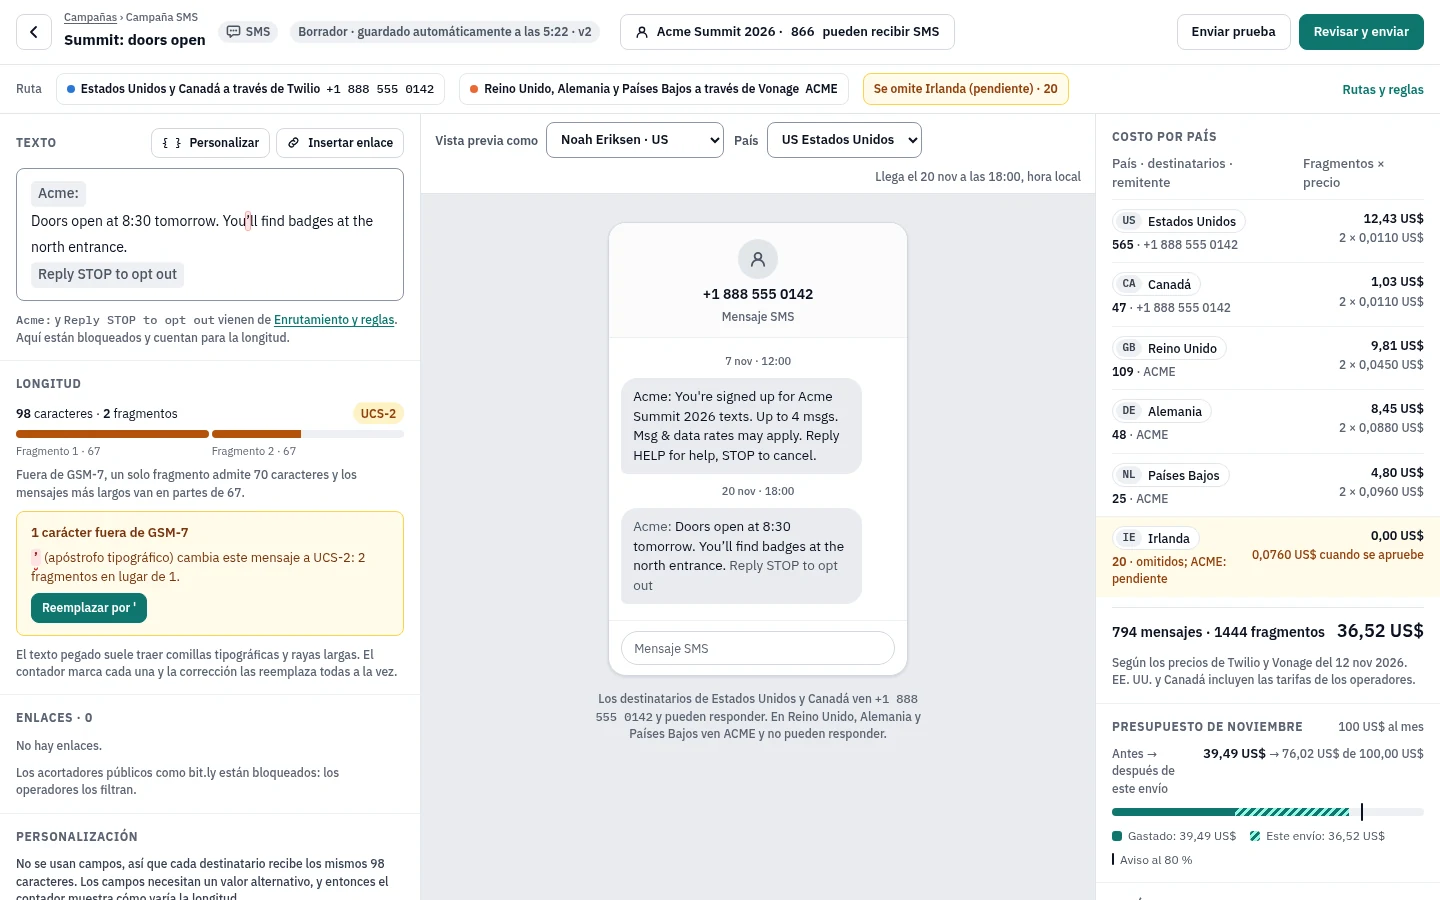 Campañas › Campaña SMS
Summit: doors open
SMS
Borrador · guardado automáticamente a las 5:22 · v2
Acme Summit 2026 · 866 pueden recibir SMS
Enviar prueba
Revisar y enviar
Ruta
Estados Unidos y Canadá a través de Twilio +1 888 555 0142
Reino Unido, Alemania y Países Bajos a través de Vonage ACME
Se omite Irlanda (pendiente) · 20
Rutas y reglas
TEXTO
{ } Personalizar
Insertar enlace
Acme:
Doors open at 8:30 tomorrow. You’ll find badges at the
north entrance.
Reply STOP to opt out
Acme: y Reply STOP to opt out vienen de Enrutamiento y reglas.
Aquí están bloqueados y cuentan para la longitud.
LONGITUD
98 caracteres · 2 fragmentos
UCS-2
Fragmento 1 · 67
Fragmento 2 · 67
Fuera de GSM-7, un solo fragmento admite 70 caracteres y los
mensajes más largos van en partes de 67.
1 carácter fuera de GSM-7
’ (apóstrofo tipográfico) cambia este mensaje a UCS-2: 2
fragmentos en lugar de 1.
Reemplazar por '
El texto pegado suele traer comillas tipográficas y rayas largas. El
contador marca cada una y la corrección las reemplaza todas a la vez.
ENLACES · 0
No hay enlaces.
Los acortadores públicos como bit.ly están bloqueados: los
operadores los filtran.
PERSONALIZACIÓN
No se usan campos, así que cada destinatario recibe los mismos 98
caracteres. Los campos necesitan un valor alternativo, y entonces el
contador muestra cómo varía la longitud.
Vista previa como
Noah Eriksen · US
País
US Estados Unidos
Llega el 20 nov a las 18:00, hora local
+1 888 555 0142
Mensaje SMS
7 nov · 12:00
Acme: You're signed up for Acme
Summit 2026 texts. Up to 4 msgs.
Msg & data rates may apply. Reply
HELP for help, STOP to cancel.
20 nov · 18:00
Acme: Doors open at 8:30
tomorrow. You’ll find badges at the
north entrance. Reply STOP to opt
out
Mensaje SMS
Los destinatarios de Estados Unidos y Canadá ven +1 888
555 0142 y pueden responder. En Reino Unido, Alemania y
Países Bajos ven ACME y no pueden responder.
COSTO POR PAÍS
País · destinatarios ·
remitente
Fragmentos ×
precio
US Estados Unidos
12,43 US$
565 · +1 888 555 0142
2 × 0,0110 US$
CA Canadá
1,03 US$
47 · +1 888 555 0142
2 × 0,0110 US$
GB Reino Unido
9,81 US$
109 · ACME
2 × 0,0450 US$
DE Alemania
8,45 US$
48 · ACME
2 × 0,0880 US$
NL Países Bajos
4,80 US$
25 · ACME
2 × 0,0960 US$
IE Irlanda
0,00 US$
20 · omitidos; ACME:
pendiente
0,0760 US$ cuando se apruebe
794 mensajes · 1444 fragmentos
36,52 US$
Según los precios de Twilio y Vonage del 12 nov 2026.
EE. UU. y Canadá incluyen las tarifas de los operadores.
PRESUPUESTO DE NOVIEMBRE
100 US$ al mes
Antes →
después de
este envío
39,49 US$ → 76,02 US$ de 100,00 US$
Gastado: 39,49 US$
Este envío: 36,52 US$
Aviso al 80 %